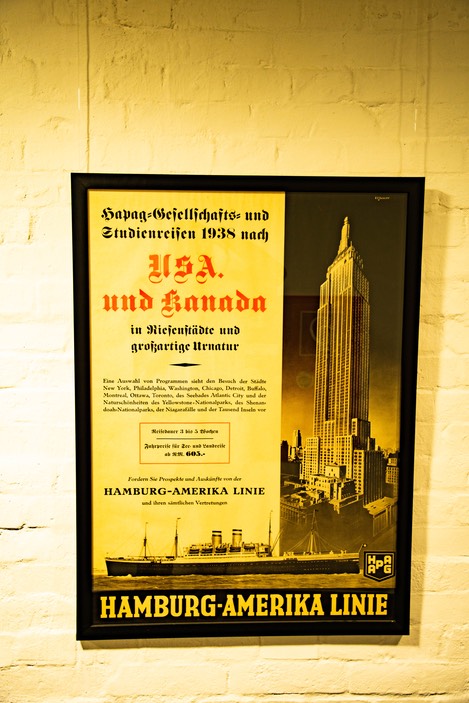 Hapag-Gesellschafts- und
Studienreisen 1938 nach
USA.
und Kanada
in Riesenstädte und
großartige Urnatur
Eine Auswahl von Programmen sieht den Besuch der Städte
New York, Philadelphia, Washington, Chicago, Detroit, Buffalo,
Montreal, Ottawa, Toronto, des Seebades Atlantic City und der
Naturschönheiten des Yellowstone-Nationalparks, des Shenan-
doah-Nationalparks, der Niagarafälle und der Tausend Inseln vor
Reisedauer 3 bis 5 Wochen
Fahrpreise für See- und Landreise
ab RM. 603.-
Fordern Sie Prospekte und Auskünfte von der
HAMBURG-AMERIKA LINIE
und ihren sämtlichen Vertretungen
HAPAG
HAMBURG-AMERIKA LINIE